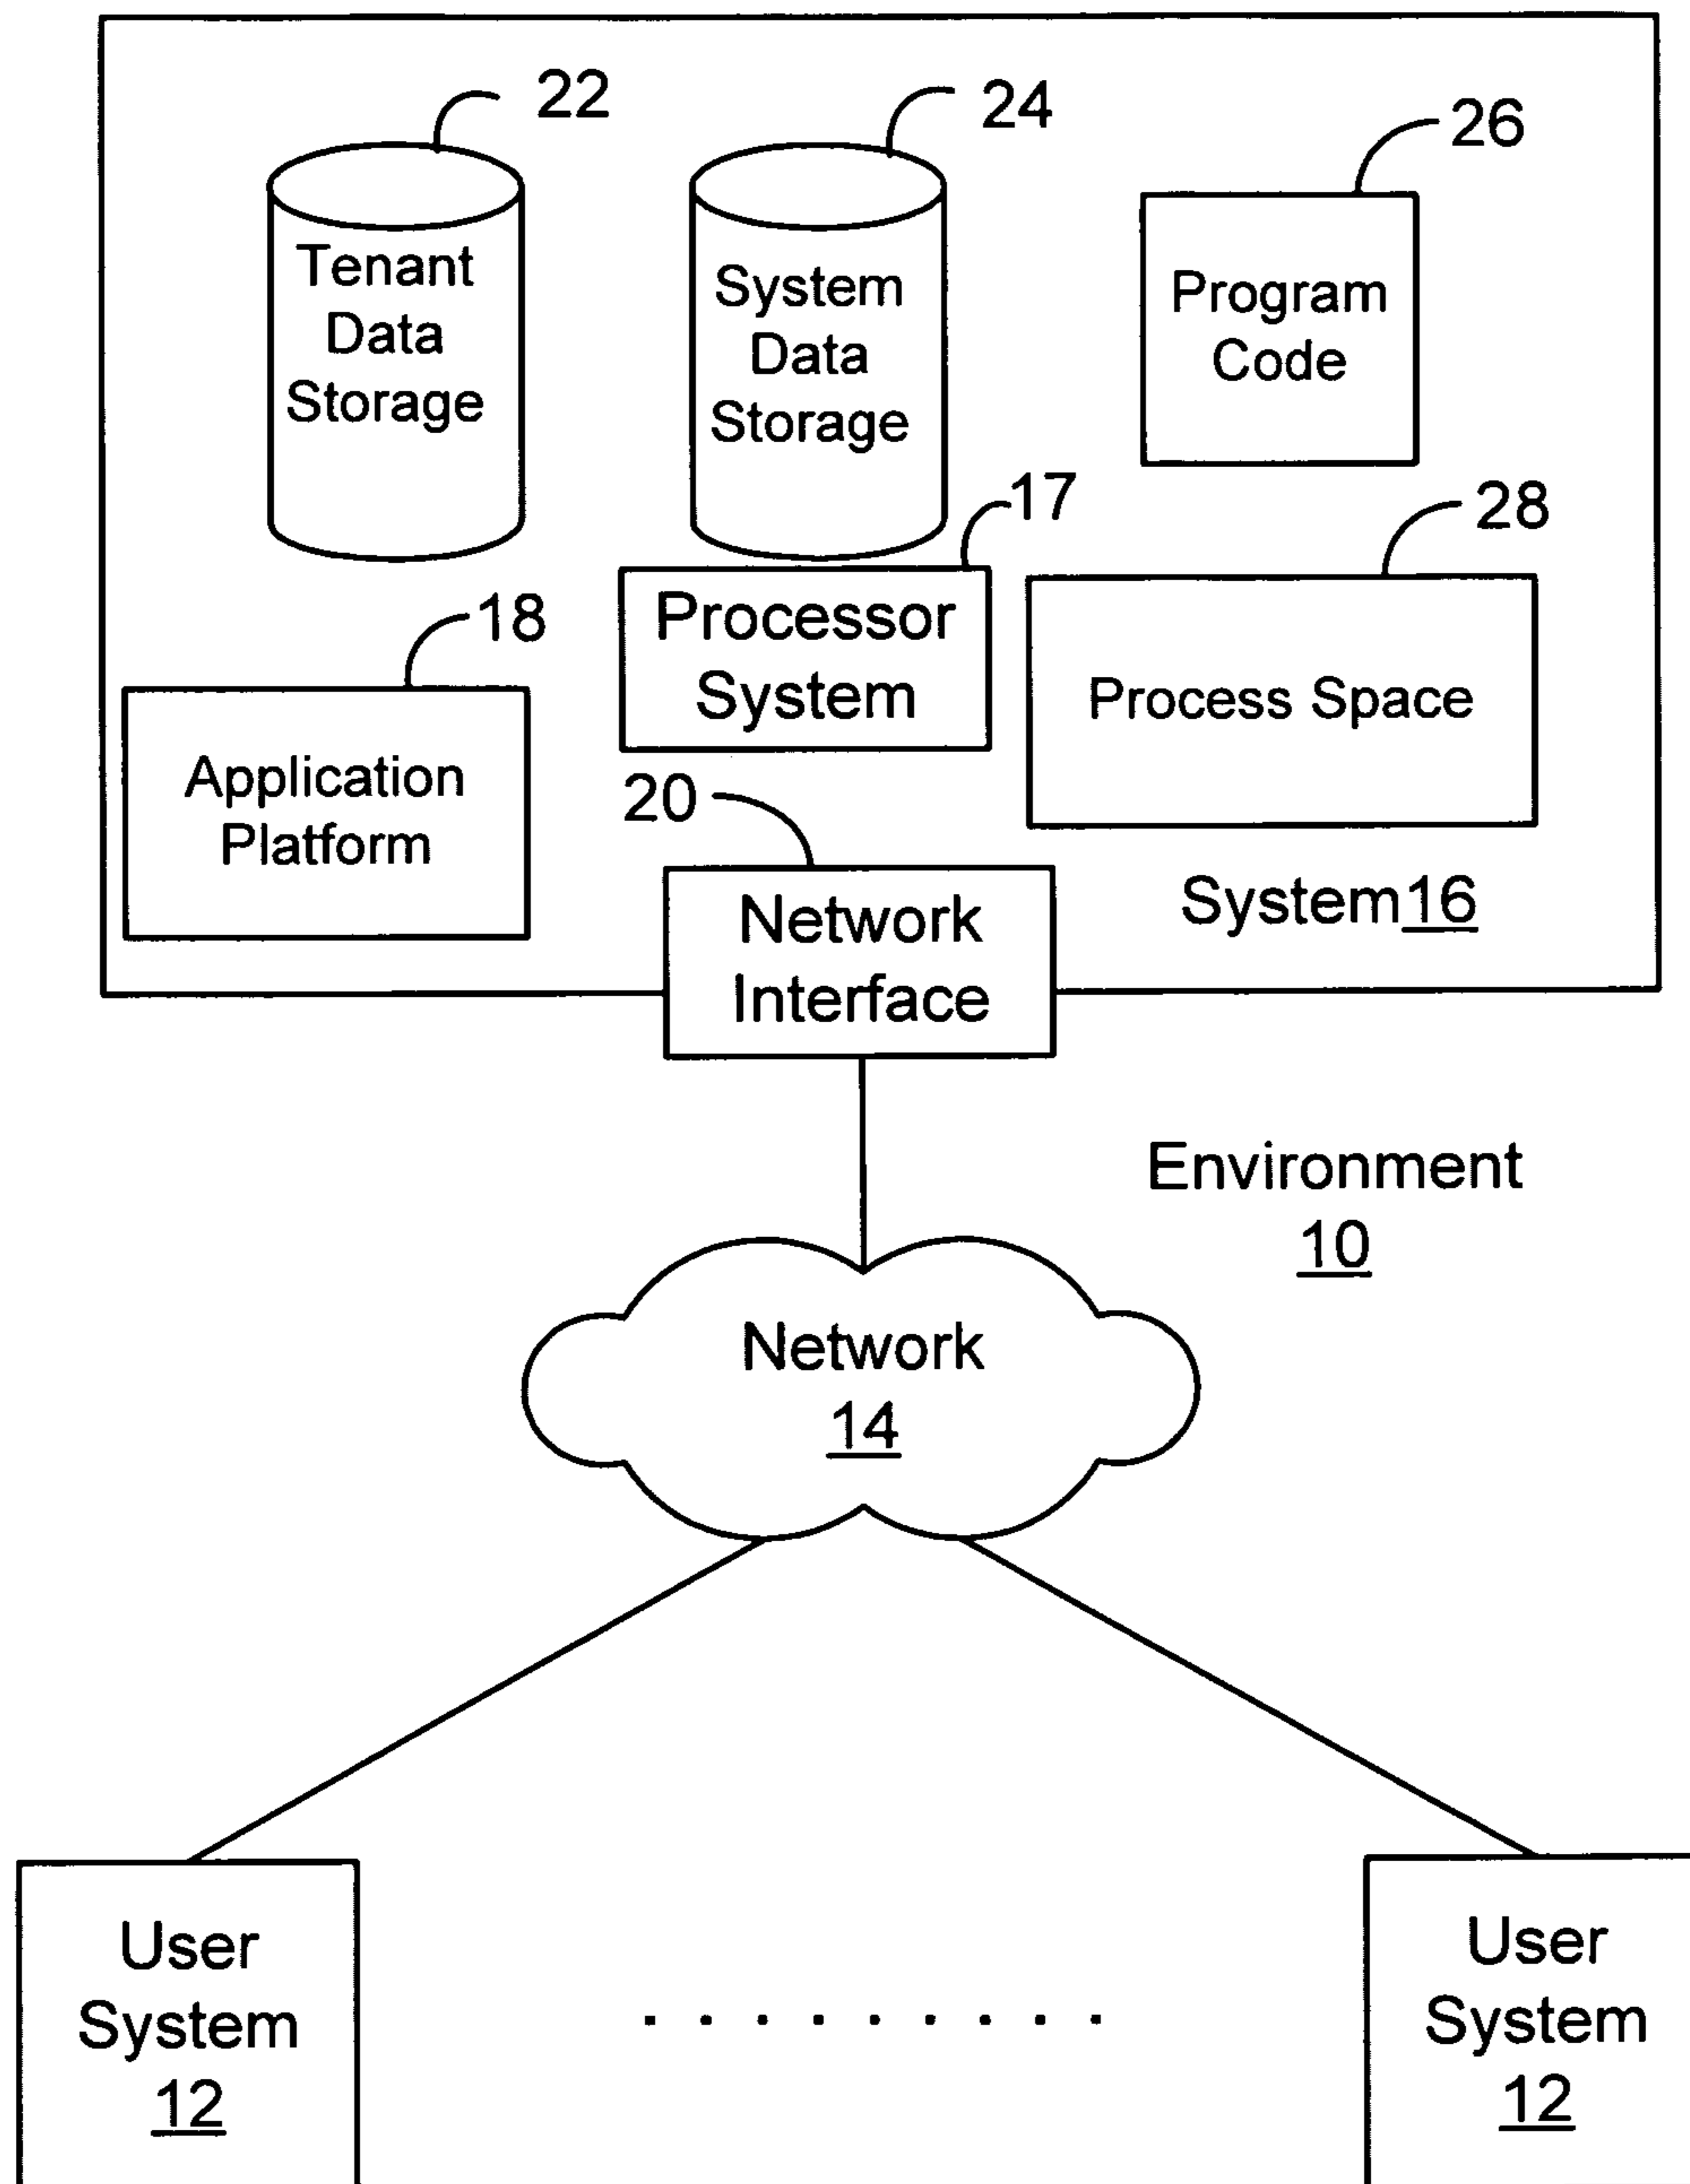 22
24
26
Tenant
Data
Storage
System
Data
Storage
Program
Code
17
28
18
Processor
System
Process Space
Application
Platform
20
System16
Network
Interface
Environment
10
Network
14
User
System
12
User
System
12